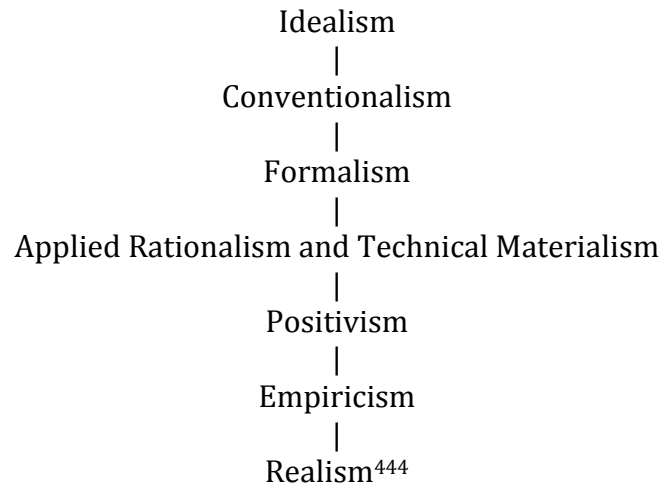 Idealism
|
Conventionalism
|
Formalism
|
Applied Rationalism and Technical Materialism
|
Positivism
|
Empiricism
|
Realism⁴⁴⁴